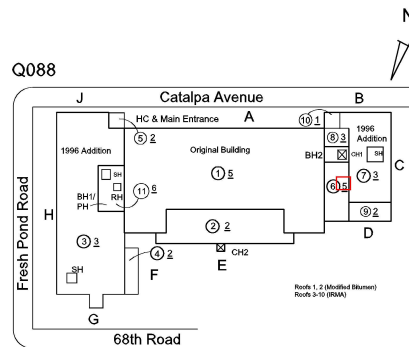 N
Q088
J
Catalpa Avenue
B
HC & Main Entrance
A
10 1
5 2
8 3
1996 Addition
1996 Addition
Original Building
BH2
CH1
SH
SH
1 5
7 3
C
BH1/
PH
RH
11 6
6 5
H
Fresh Pond Road
9 2
2 2
3 3
D
4 2
CH2
SH
F
E
Roofs 1, 2 (Modified Bitumen)
Roofs 3-10 (IRMA)
G
68th Road